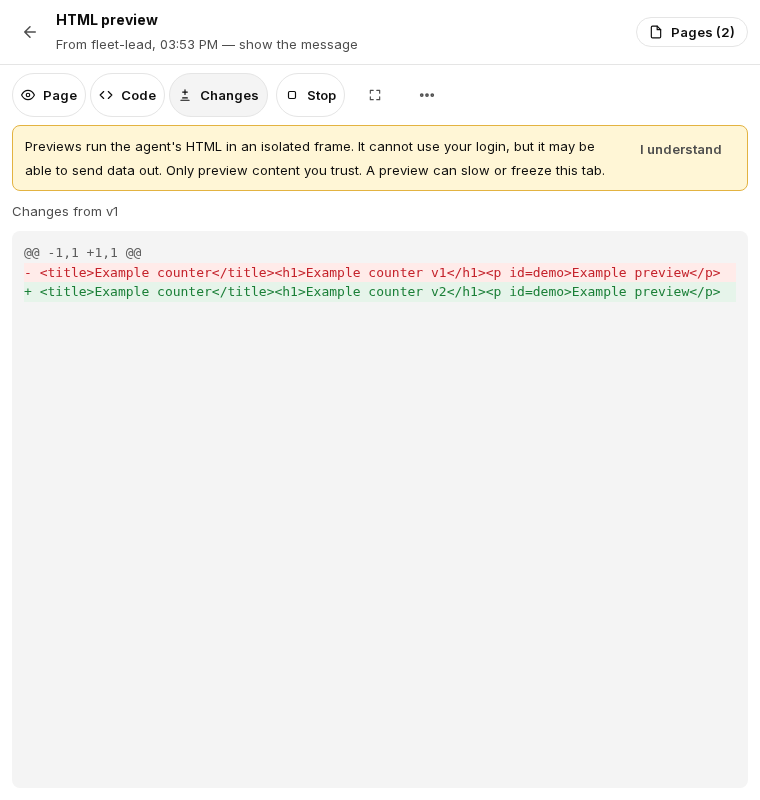 HTML preview
From fleet-lead, 03:53 PM — show the message
Pages (2)
Page
Code
Changes
Stop
Previews run the agent's HTML in an isolated frame. It cannot use your login, but it may be
able to send data out. Only preview content you trust. A preview can slow or freeze this tab.
I understand
Changes from v1
@@ -1,1 +1,1 @@
- <title>Example counter</title><h1>Example counter v1</h1><p id=demo>Example preview</p>
+ <title>Example counter</title><h1>Example counter v2</h1><p id=demo>Example preview</p>